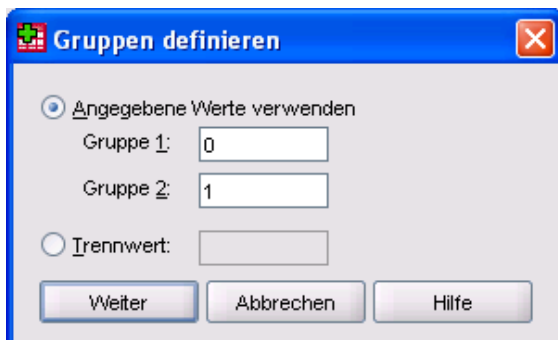 Gruppen definieren
Angegebene Werte verwenden
Gruppe 1: 0
Gruppe 2: 1
Trennwert:
Weiter Abbrechen Hilfe